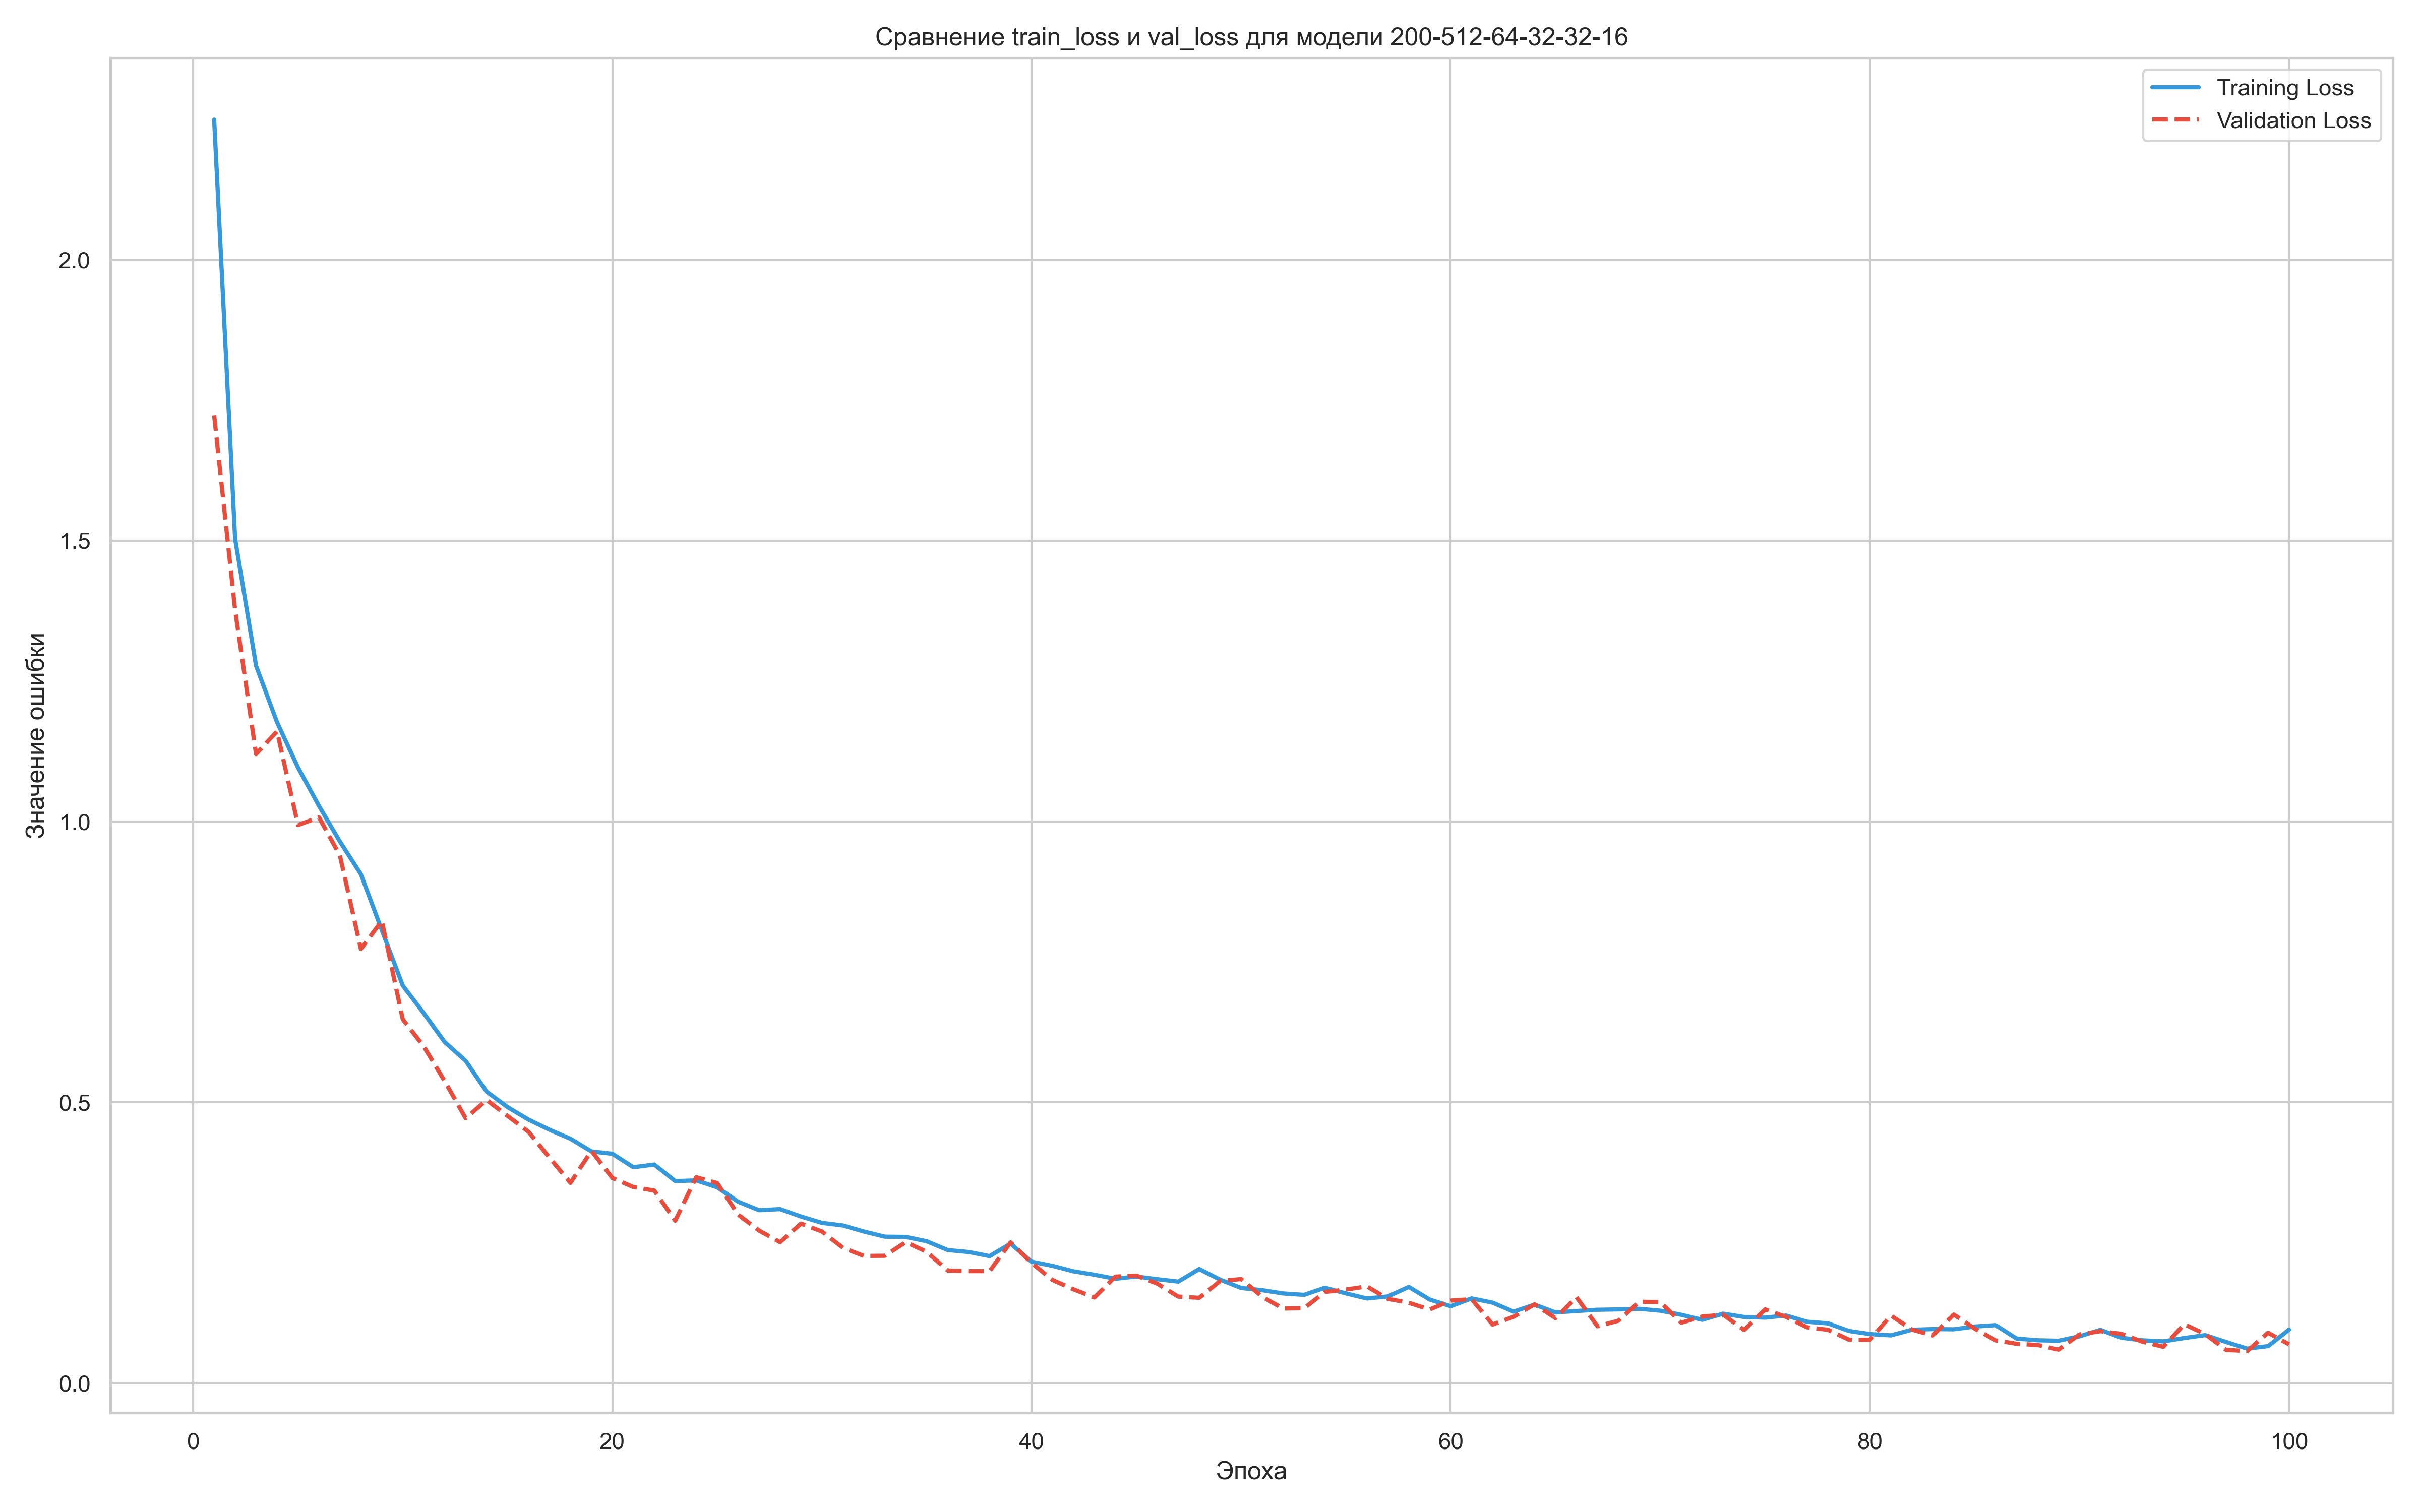 Сравнение train_loss и val_loss для модели 200-512-64-32-32-16
Training Loss
Validation Loss
Значение ошибки
2.0
1.5
1.0
0.5
0.0
0
20
40
60
80
100
Эпоха